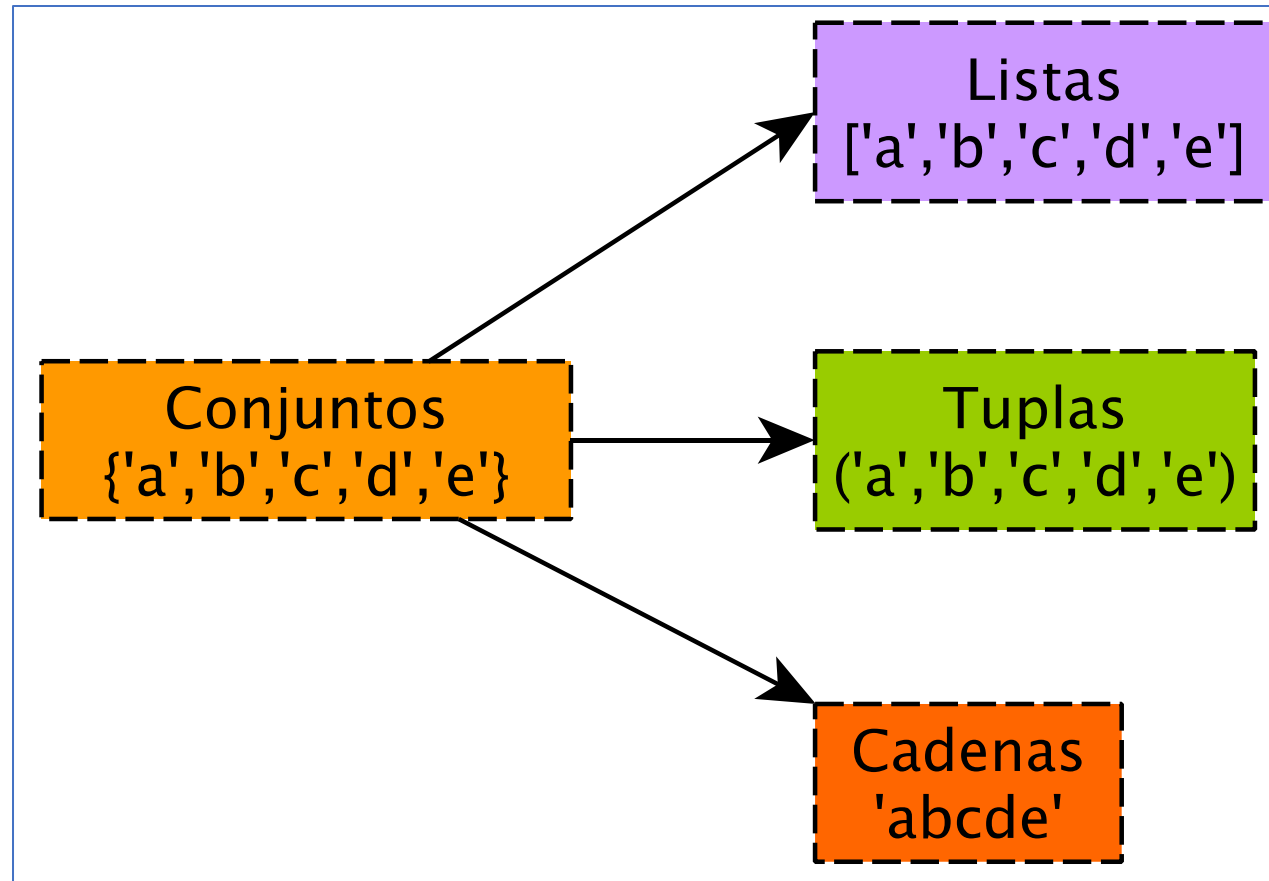 Listas
['a','b','c','d','e']
Conjuntos
{'a','b','c','d','e'}
Tuplas
('a','b','c','d','e')
Cadenas
'abcde'